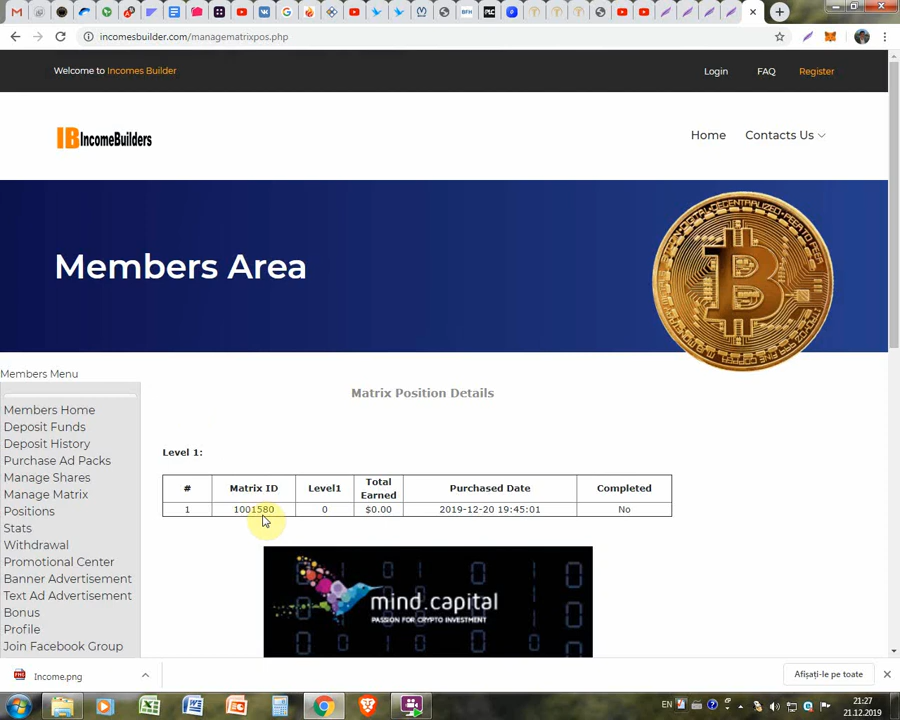 incomesbuilder.com/managematrixpos.php
Welcome to Incomes Builder
Login
FAQ
Register
IB IncomeBuilders
Home
Contacts Us
Members Area
Members Menu
Members Home
Deposit Funds
Deposit History
Purchase Ad Packs
Manage Shares
Manage Matrix
Positions
Stats
Withdrawal
Promotional Center
Banner Advertisement
Text Ad Advertisement
Bonus
Profile
Join Facebook Group
Matrix Position Details
Level 1:
# Matrix ID Level1 Total Earned Purchased Date Completed
1 1001580 0 $0.00 2019-12-20 19:45:01 No
mind.capital
PASSION FOR CRYPTO INVESTMENT
Income.png
Afișați-le pe toate
EN
21:27
21.12.2019